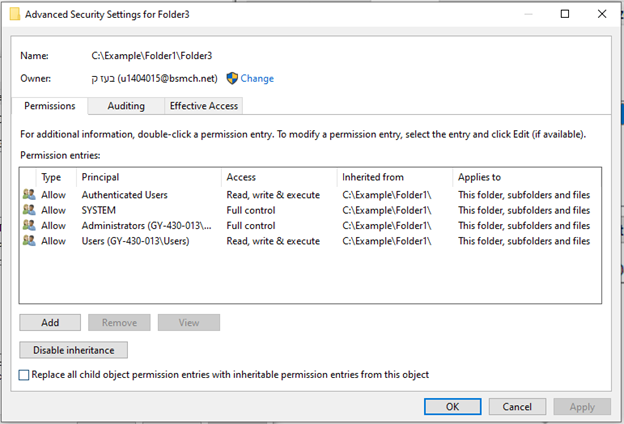 Advanced Security Settings for Folder3
Name: C:\Example\Folder1\Folder3
Owner: בעז ק (u1404015@bsmch.net) Change
Permissions Auditing Effective Access
For additional information, double-click a permission entry. To modify a permission entry, select the entry and click Edit (if available).
Permission entries:
Type Principal Access Inherited from Applies to
Allow Authenticated Users Read, write & execute C:\Example\Folder1\ This folder, subfolders and files
Allow SYSTEM Full control C:\Example\Folder1\ This folder, subfolders and files
Allow Administrators (GY-430-013\... Full control C:\Example\Folder1\ This folder, subfolders and files
Allow Users (GY-430-013\Users) Read, write & execute C:\Example\Folder1\ This folder, subfolders and files
Add Remove View
Disable inheritance
Replace all child object permission entries with inheritable permission entries from this object
OK Cancel Apply